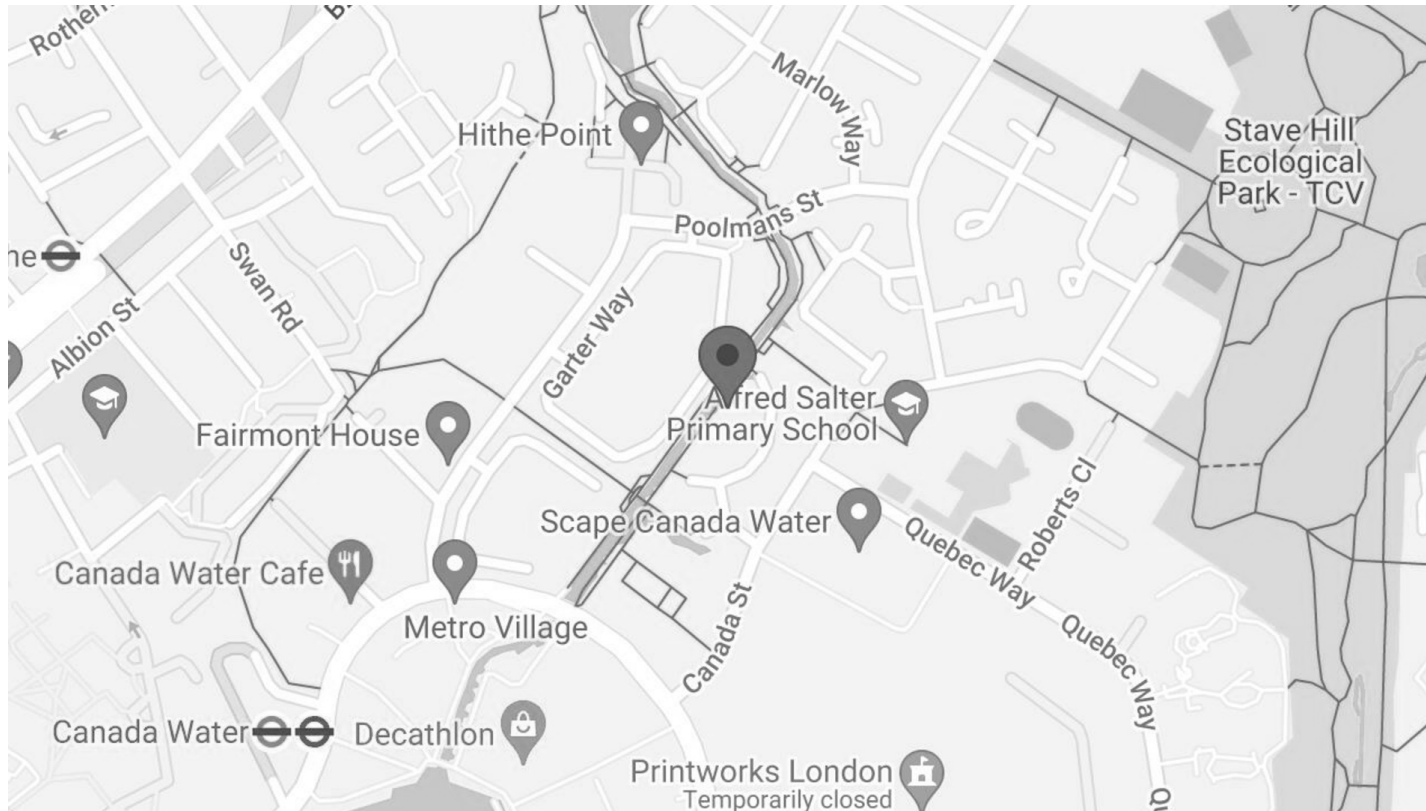 Marlow Way
Hithe Point
Stave Hill
Ecological
Park - TCV
Poolmans St
Swan Rd
Albion St
Garter Way
Alfred Salter
Primary School
Fairmont House
Roberts Cl
Scape Canada Water
Quebec Way
Canada Water Cafe
Metro Village
Canada St
Quebec Way
Canada Water
Decathlon
Printworks London
Temporarily closed